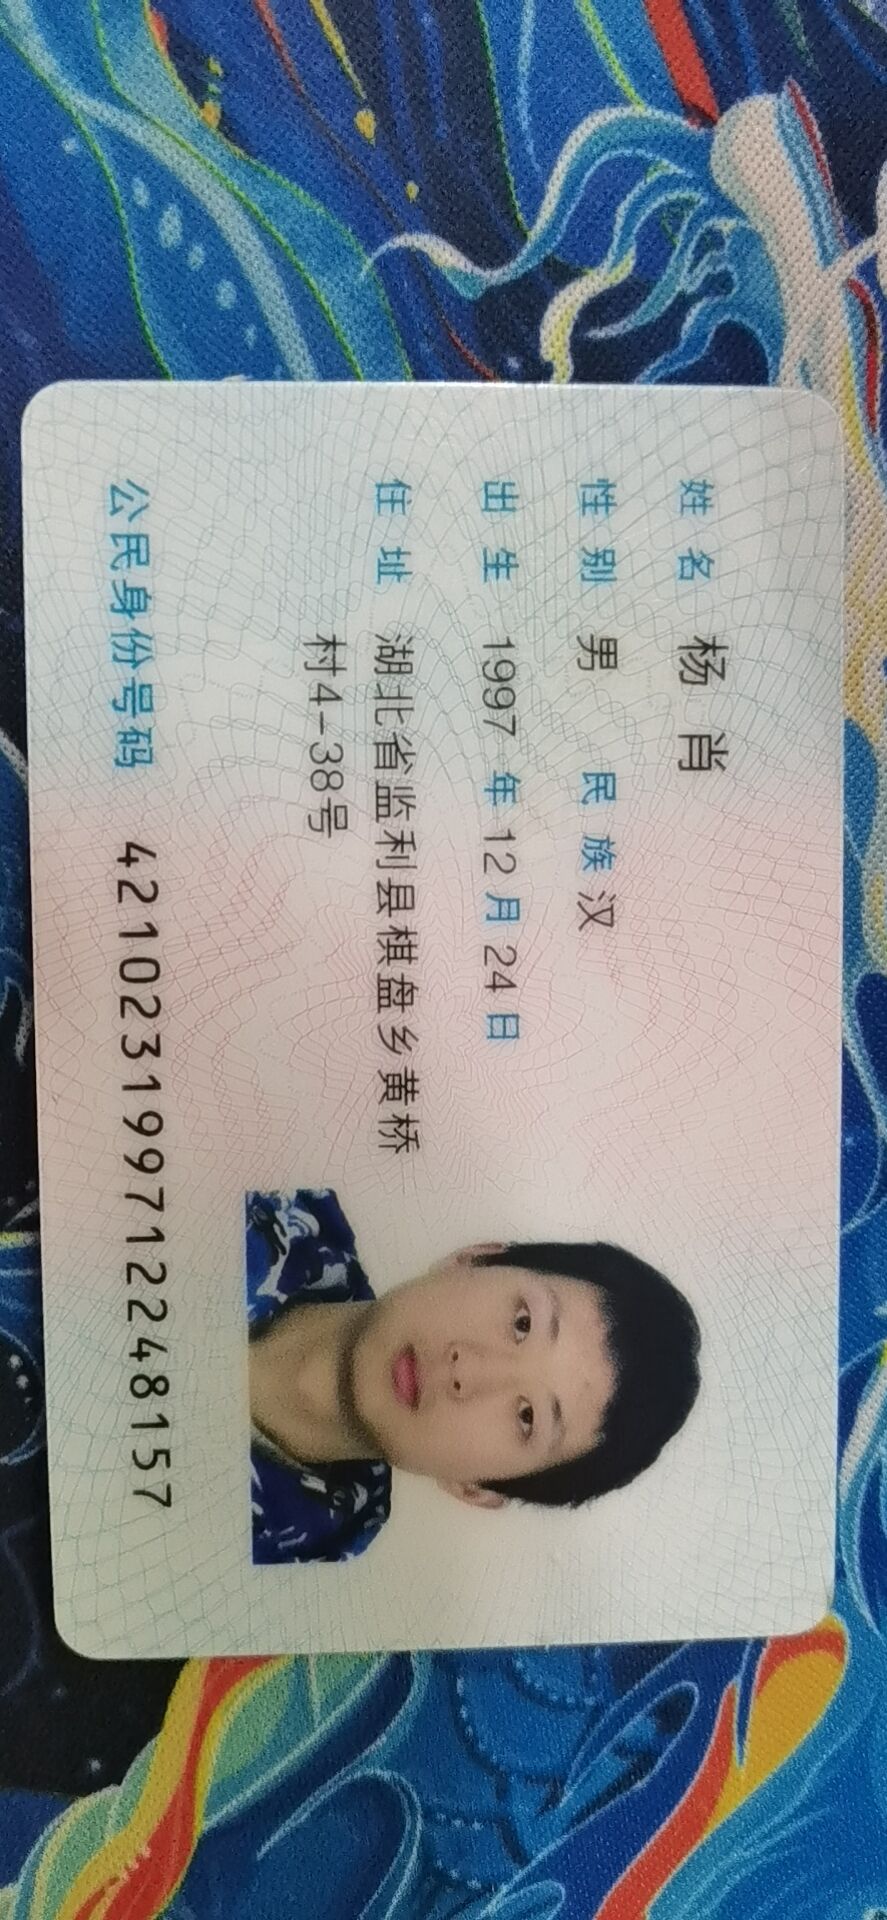 姓名 杨肖
性别 男 民族 汉
出生 1997 年 12 月 24 日
住址 湖北省监利县棋盘乡黄桥
村4-38号
公民身份号码 421023199712248157